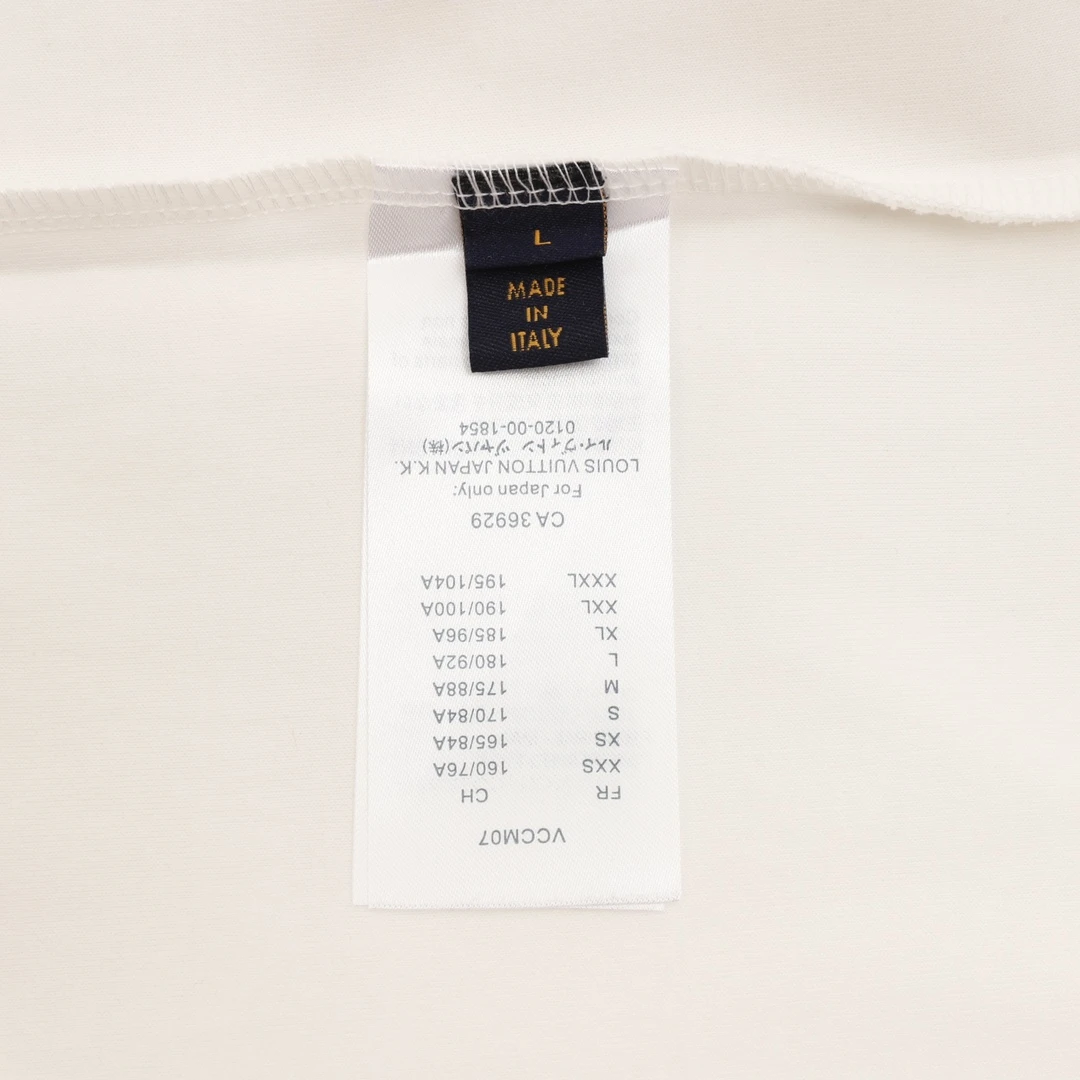 L
MADE
IN
ITALY
VCCM07
FR CH
XXS 160/76A
XS 165/84A
S 170/84A
M 175/88A
L 180/92A
XL 185/96A
XXL 190/100A
XXXL 195/104A
CA 36929
For Japan only:
LOUIS VUITTON JAPAN K.K.
ルイ・ヴィトン ジャパン(株)
0120-00-1854